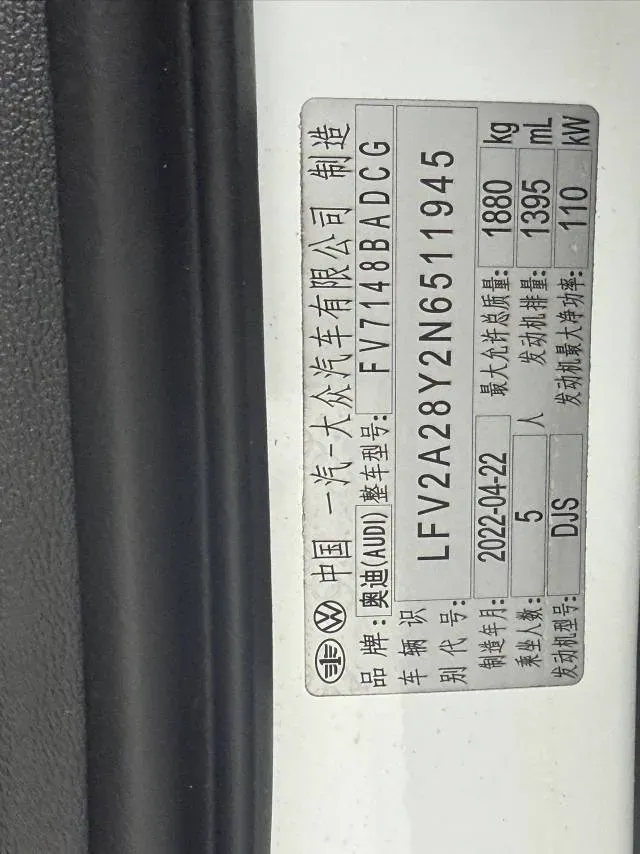 中国 一汽-大众汽车有限公司 制造
品牌: 奥迪(AUDI) 整车型号: FV7148BADCG
车辆识别代号: LFV2A28Y2N6511945
制造年月: 2022-04-22 最大允许总质量: 1880 kg
乘坐人数: 5 人 发动机排量: 1395 mL
发动机型号: DJS 发动机最大净功率: 110 kW